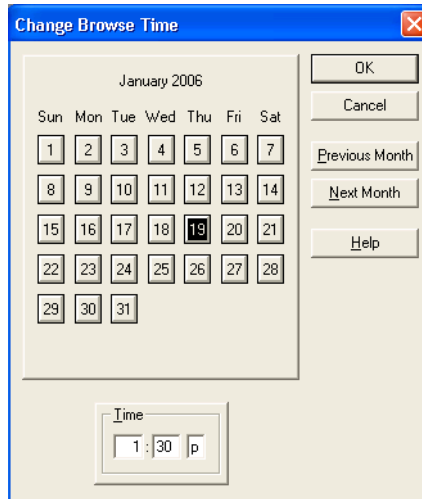 Change Browse Time
January 2006
Sun Mon Tue Wed Thu Fri Sat
1 2 3 4 5 6 7
8 9 10 11 12 13 14
15 16 17 18 19 20 21
22 23 24 25 26 27 28
29 30 31
OK
Cancel
Previous Month
Next Month
Help
Time
1 : 30 p